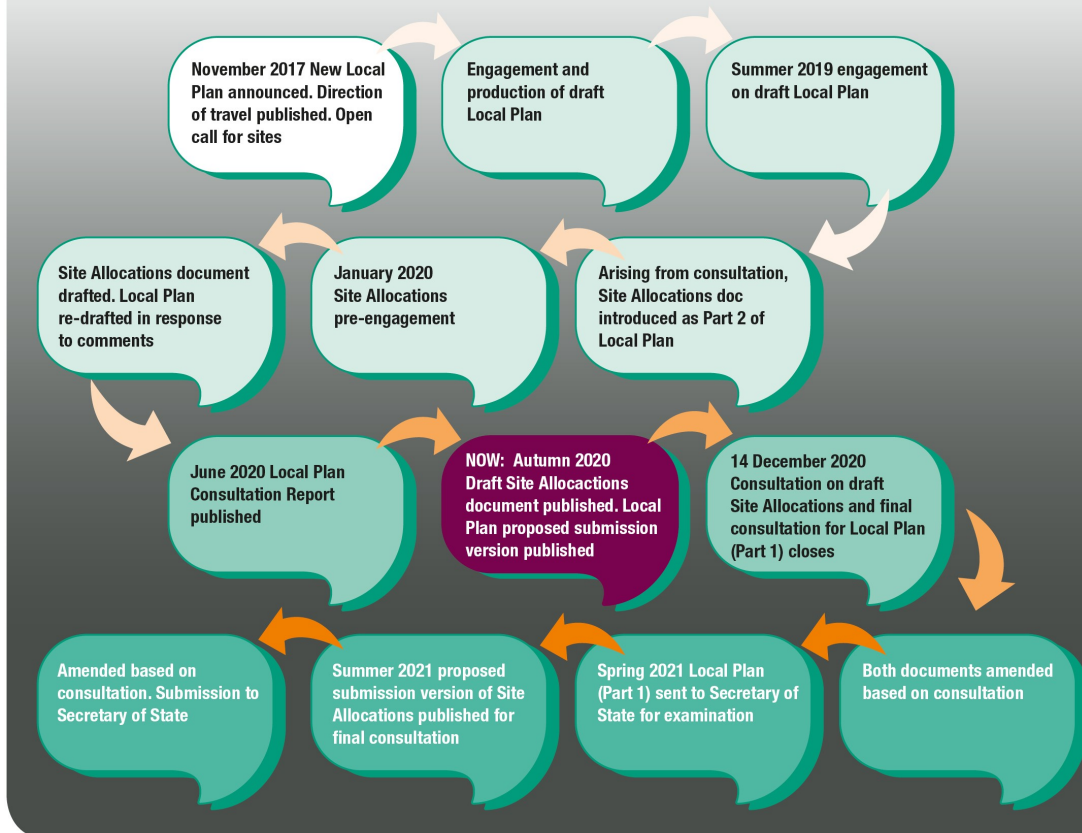 November 2017 New Local
Plan announced. Direction
of travel published. Open
call for sites
Engagement and
production of draft
Local Plan
Summer 2019 engagement
on draft Local Plan
Arising from consultation,
Site Allocations doc
introduced as Part 2 of
Local Plan
January 2020
Site Allocations
pre-engagement
Site Allocations document
drafted. Local Plan
re-drafted in response
to comments
June 2020 Local Plan
Consultation Report
published
NOW: Autumn 2020
Draft Site Allocactions
document published. Local
Plan proposed submission
version published
14 December 2020
Consultation on draft
Site Allocations and final
consultation for Local Plan
(Part 1) closes
Both documents amended
based on consultation
Spring 2021 Local Plan
(Part 1) sent to Secretary of
State for examination
Summer 2021 proposed
submission version of Site
Allocations published for
final consultation
Amended based on
consultation. Submission to
Secretary of State